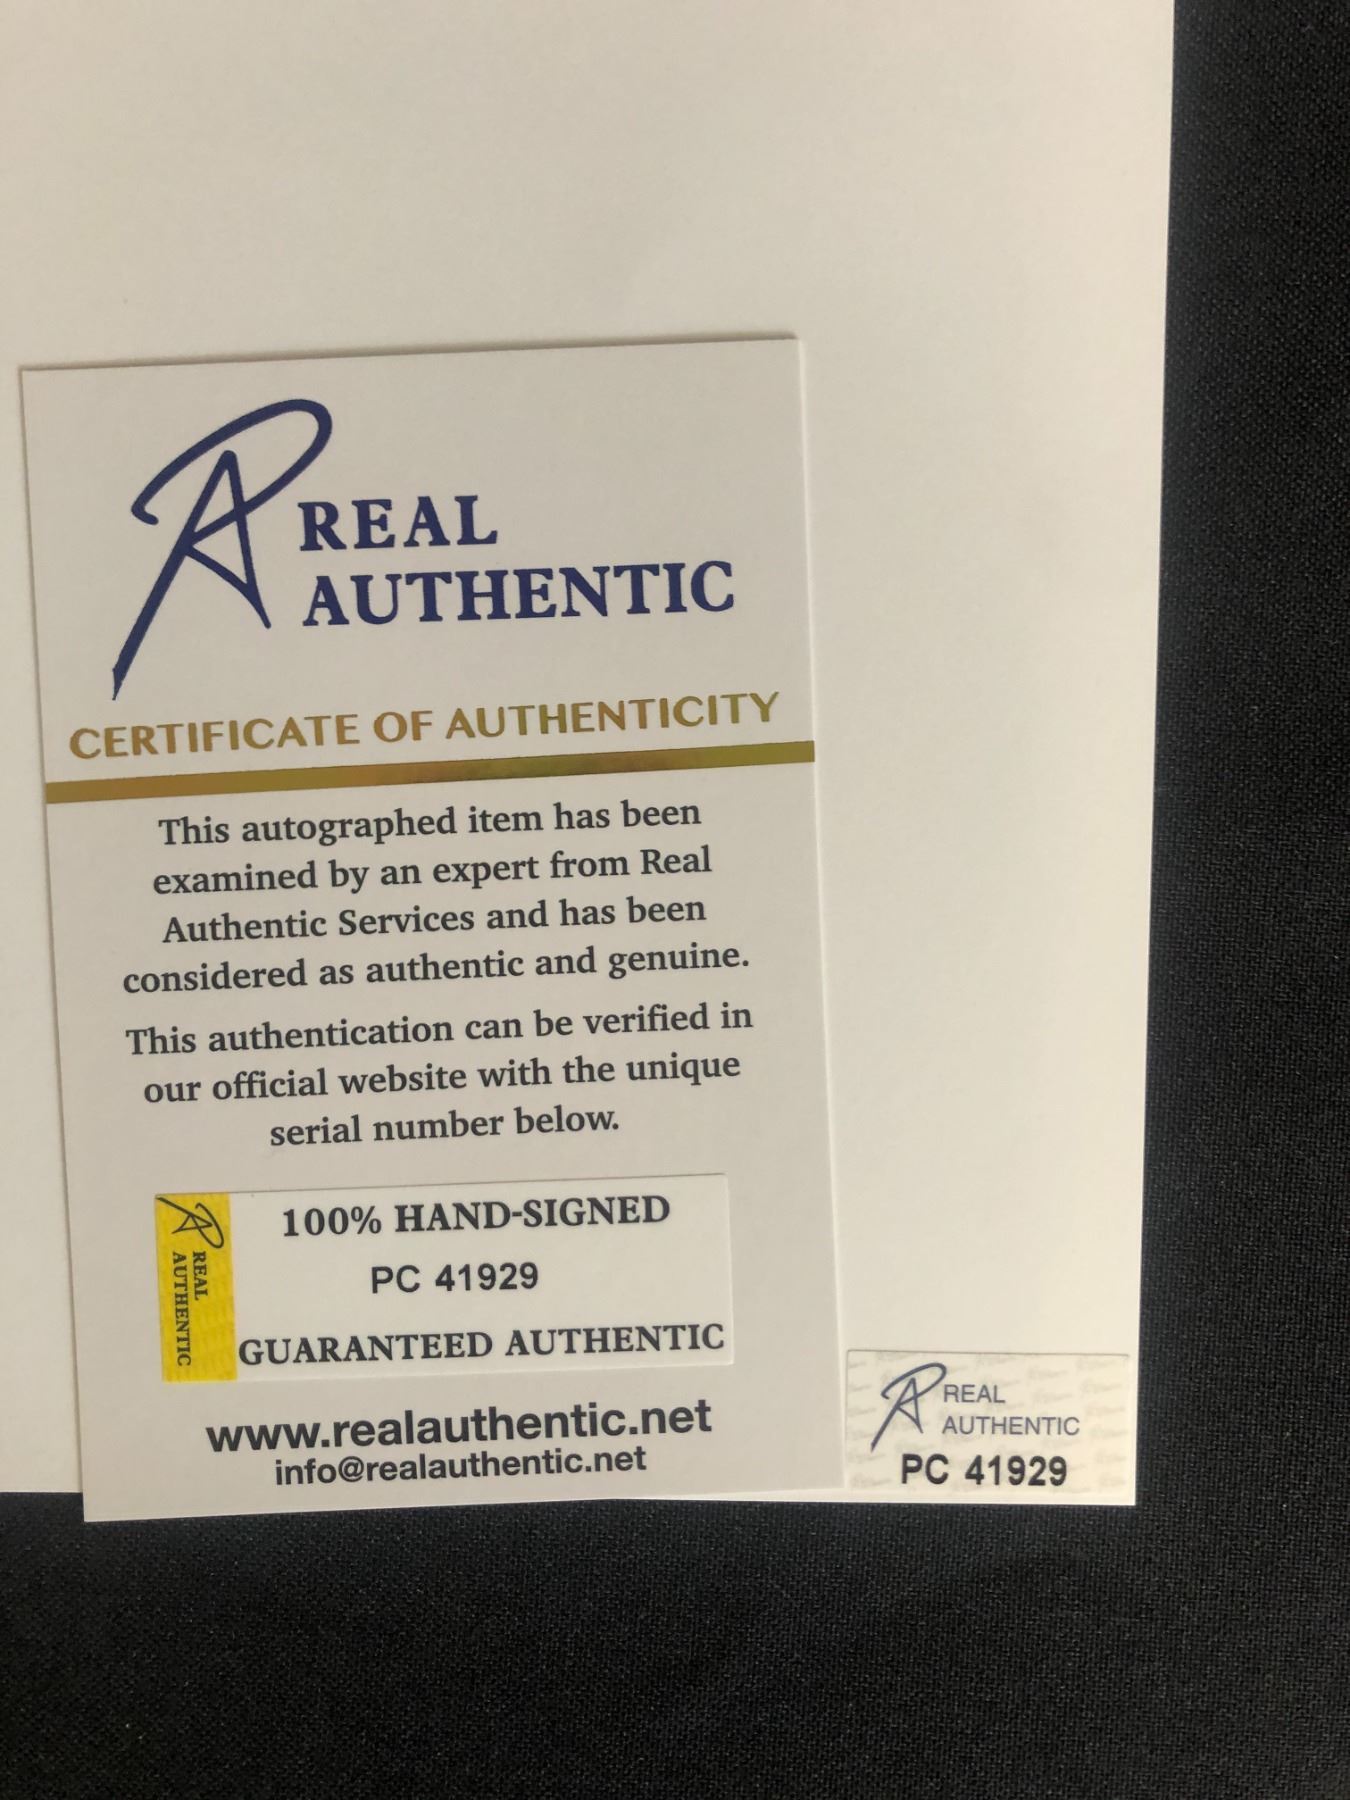 REAL
AUTHENTIC
CERTIFICATE OF AUTHENTICITY
This autographed item has been
examined by an expert from Real
Authentic Services and has been
considered as authentic and genuine.
This authentication can be verified in
our official website with the unique
serial number below.
REAL
AUTHENTIC
100% HAND-SIGNED
PC 41929
GUARANTEED AUTHENTIC
www.realauthentic.net
info@realauthentic.net
REAL
AUTHENTIC
PC 41929